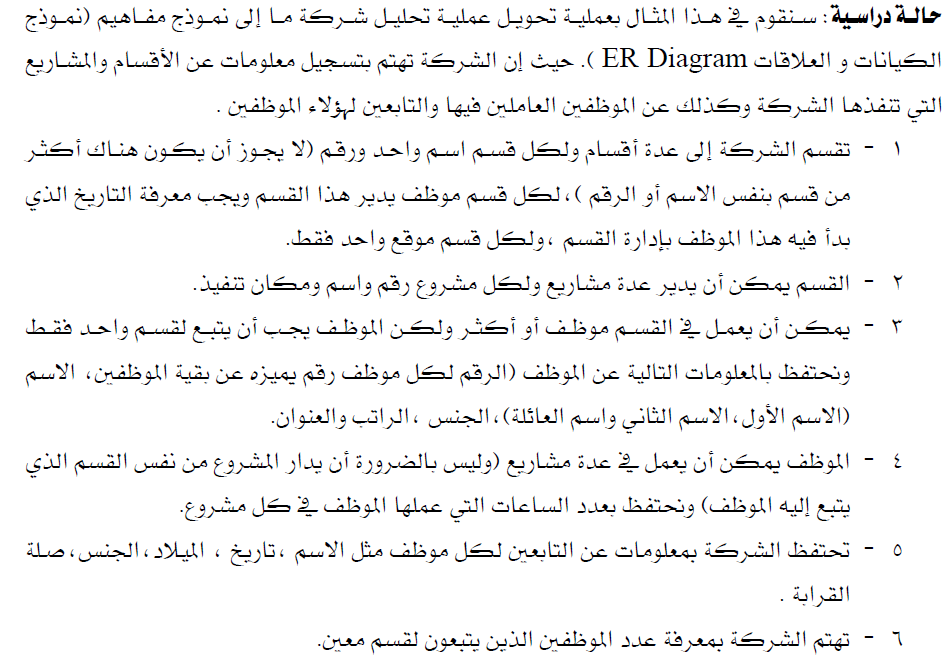 حالة دراسية : سنقوم في هذا المثال بعملية تحويل عملية تحليل شركة ما إلى نموذج مفاهيم (نموذج
الكيانات و العلاقات ER Diagram ). حيث إن الشركة تهتم بتسجيل معلومات عن الأقسام والمشاريع
التي تنفذها الشركة وكذلك عن الموظفين العاملين فيها والتابعين لهؤلاء الموظفين .
١ - تقسم الشركة إلى عدة أقسام ولكل قسم اسم واحد ورقم (لا يجوز أن يكون هناك أكثر
من قسم بنفس الاسم أو الرقم )، لكل قسم موظف يدير هذا القسم ويجب معرفة التاريخ الذي
بدأ فيه هذا الموظف بإدارة القسم ،ولكل قسم موقع واحد فقط.
٢ - القسم يمكن أن يدير عدة مشاريع ولكل مشروع رقم واسم ومكان تنفيذ.
٣ - يمكن أن يعمل في القسم موظف أو أكثر ولكن الموظف يجب أن يتبع لقسم واحد فقط
ونحتفظ بالمعلومات التالية عن الموظف (الرقم لكل موظف رقم يميزه عن بقية الموظفين، الاسم
(الاسم الأول،الاسم الثاني واسم العائلة)،الجنس ،الراتب والعنوان.
٤ - الموظف يمكن أن يعمل في عدة مشاريع (وليس بالضرورة أن يدار المشروع من نفس القسم الذي
يتبع إليه الموظف) ونحتفظ بعدد الساعات التي عملها الموظف في كل مشروع.
٥ - تحتفظ الشركة بمعلومات عن التابعين لكل موظف مثل الاسم ،تاريخ ، الميلاد،الجنس،صلة
القرابة .
٦ - تهتم الشركة بمعرفة عدد الموظفين الذين يتبعون لقسم معين.